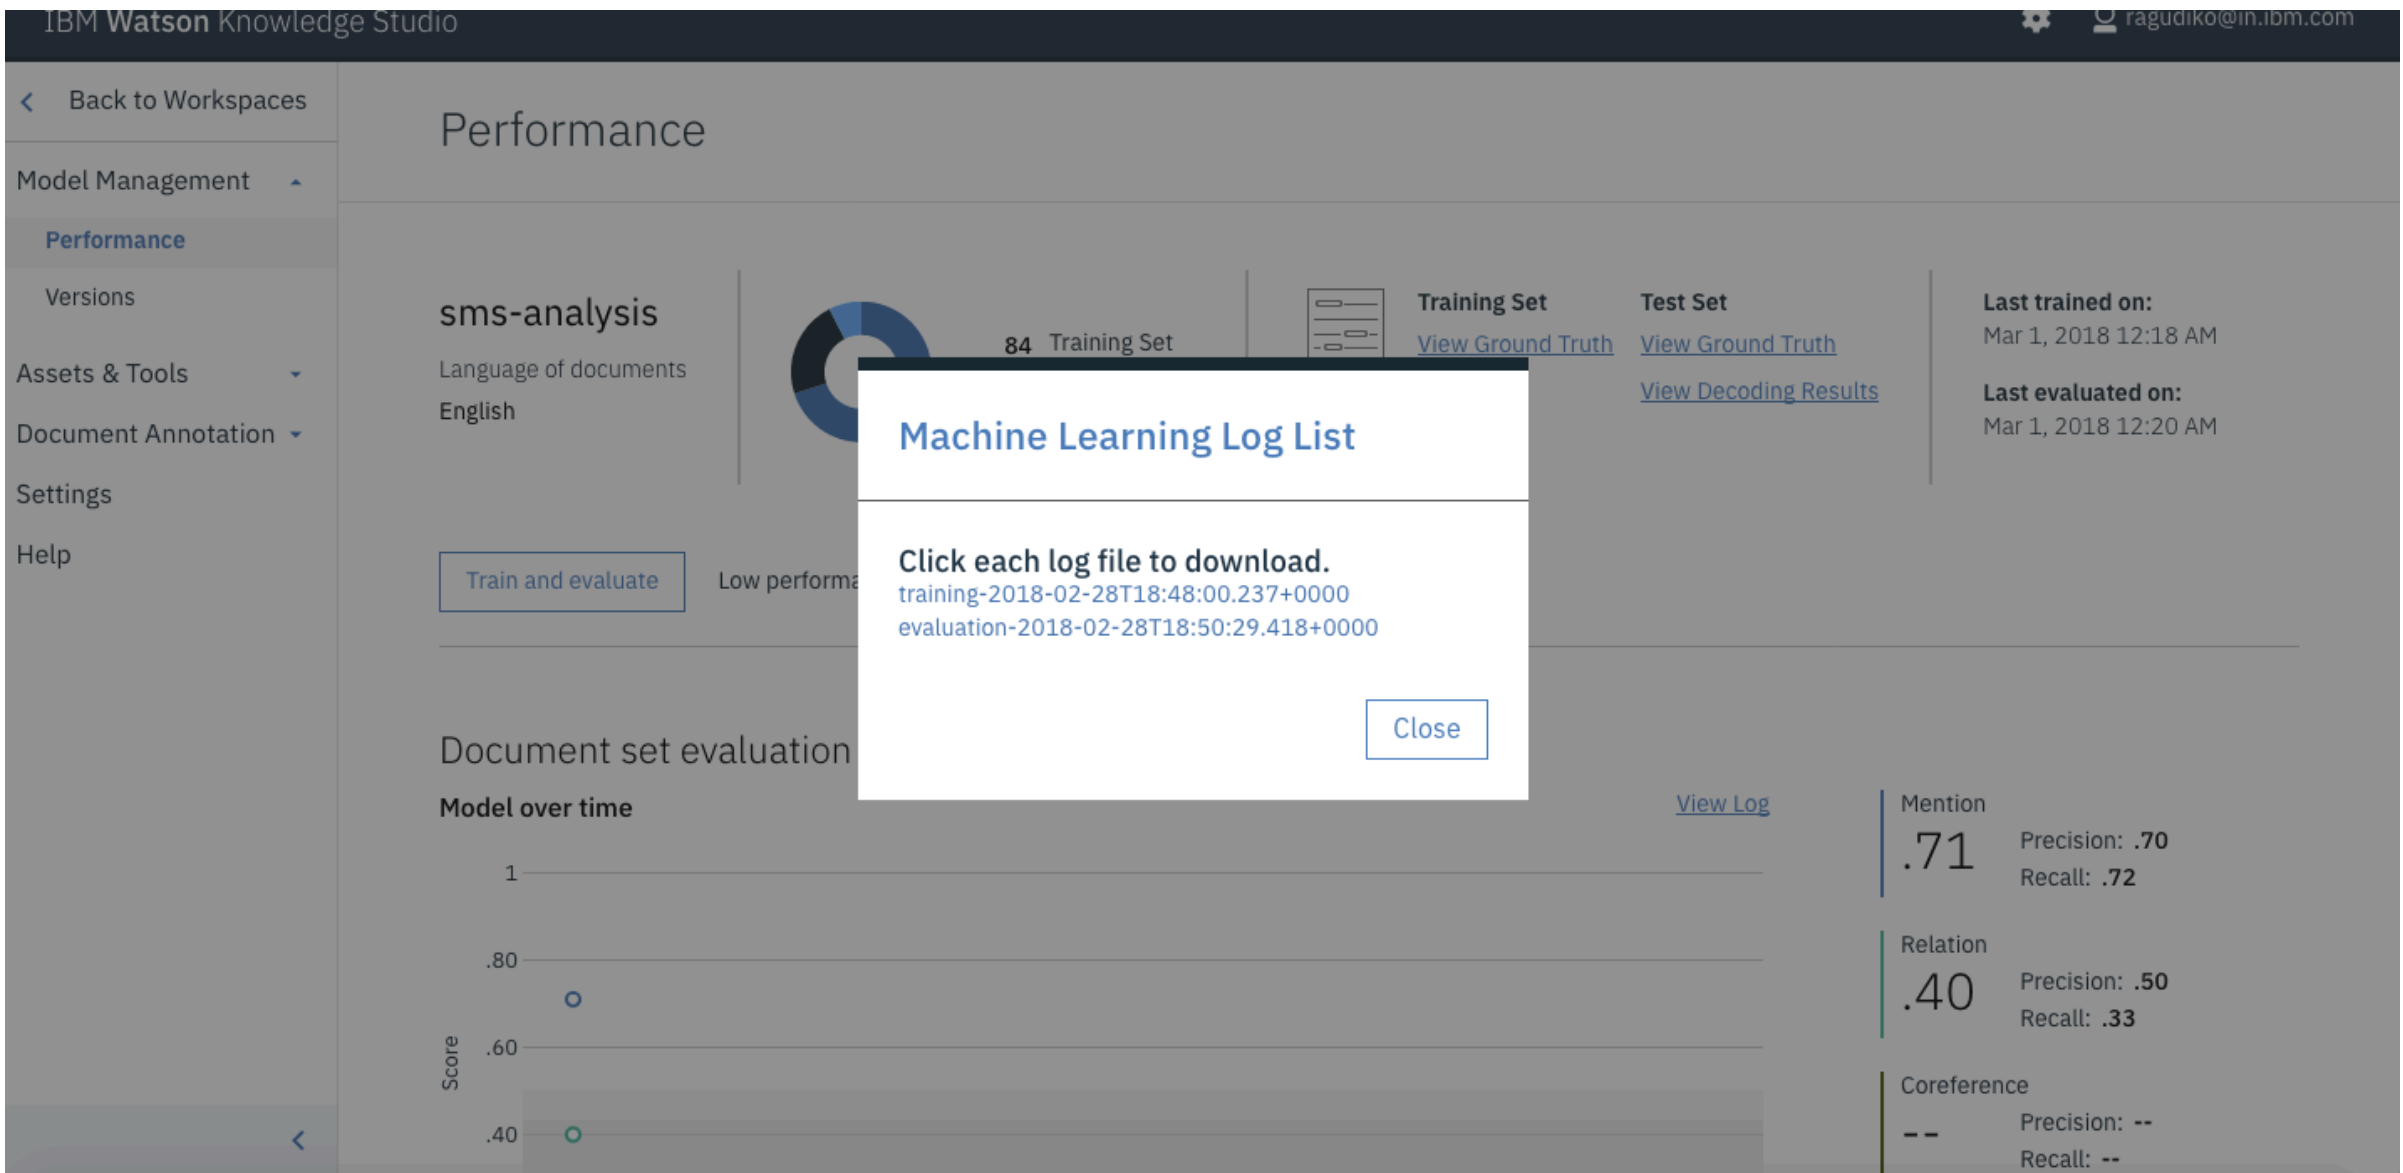 IBM Watson Knowledge Studio
ragudiko@in.ibm.com
Back to Workspaces
Model Management
Performance
Versions
Assets & Tools
Document Annotation
Settings
Help
Performance
sms-analysis
Language of documents
English
84 Training Set
Training Set
View Ground Truth
Test Set
View Ground Truth
View Decoding Results
Last trained on:
Mar 1, 2018 12:18 AM
Last evaluated on:
Mar 1, 2018 12:20 AM
Train and evaluate
Low performa
Machine Learning Log List
Click each log file to download.
training-2018-02-28T18:48:00.237+0000
evaluation-2018-02-28T18:50:29.418+0000
Close
Document set evaluation
Model over time
View Log
1
.80
.60
.40
Score
Mention
.71
Precision: .70
Recall: .72
Relation
.40
Precision: .50
Recall: .33
Coreference
--
Precision: --
Recall: --